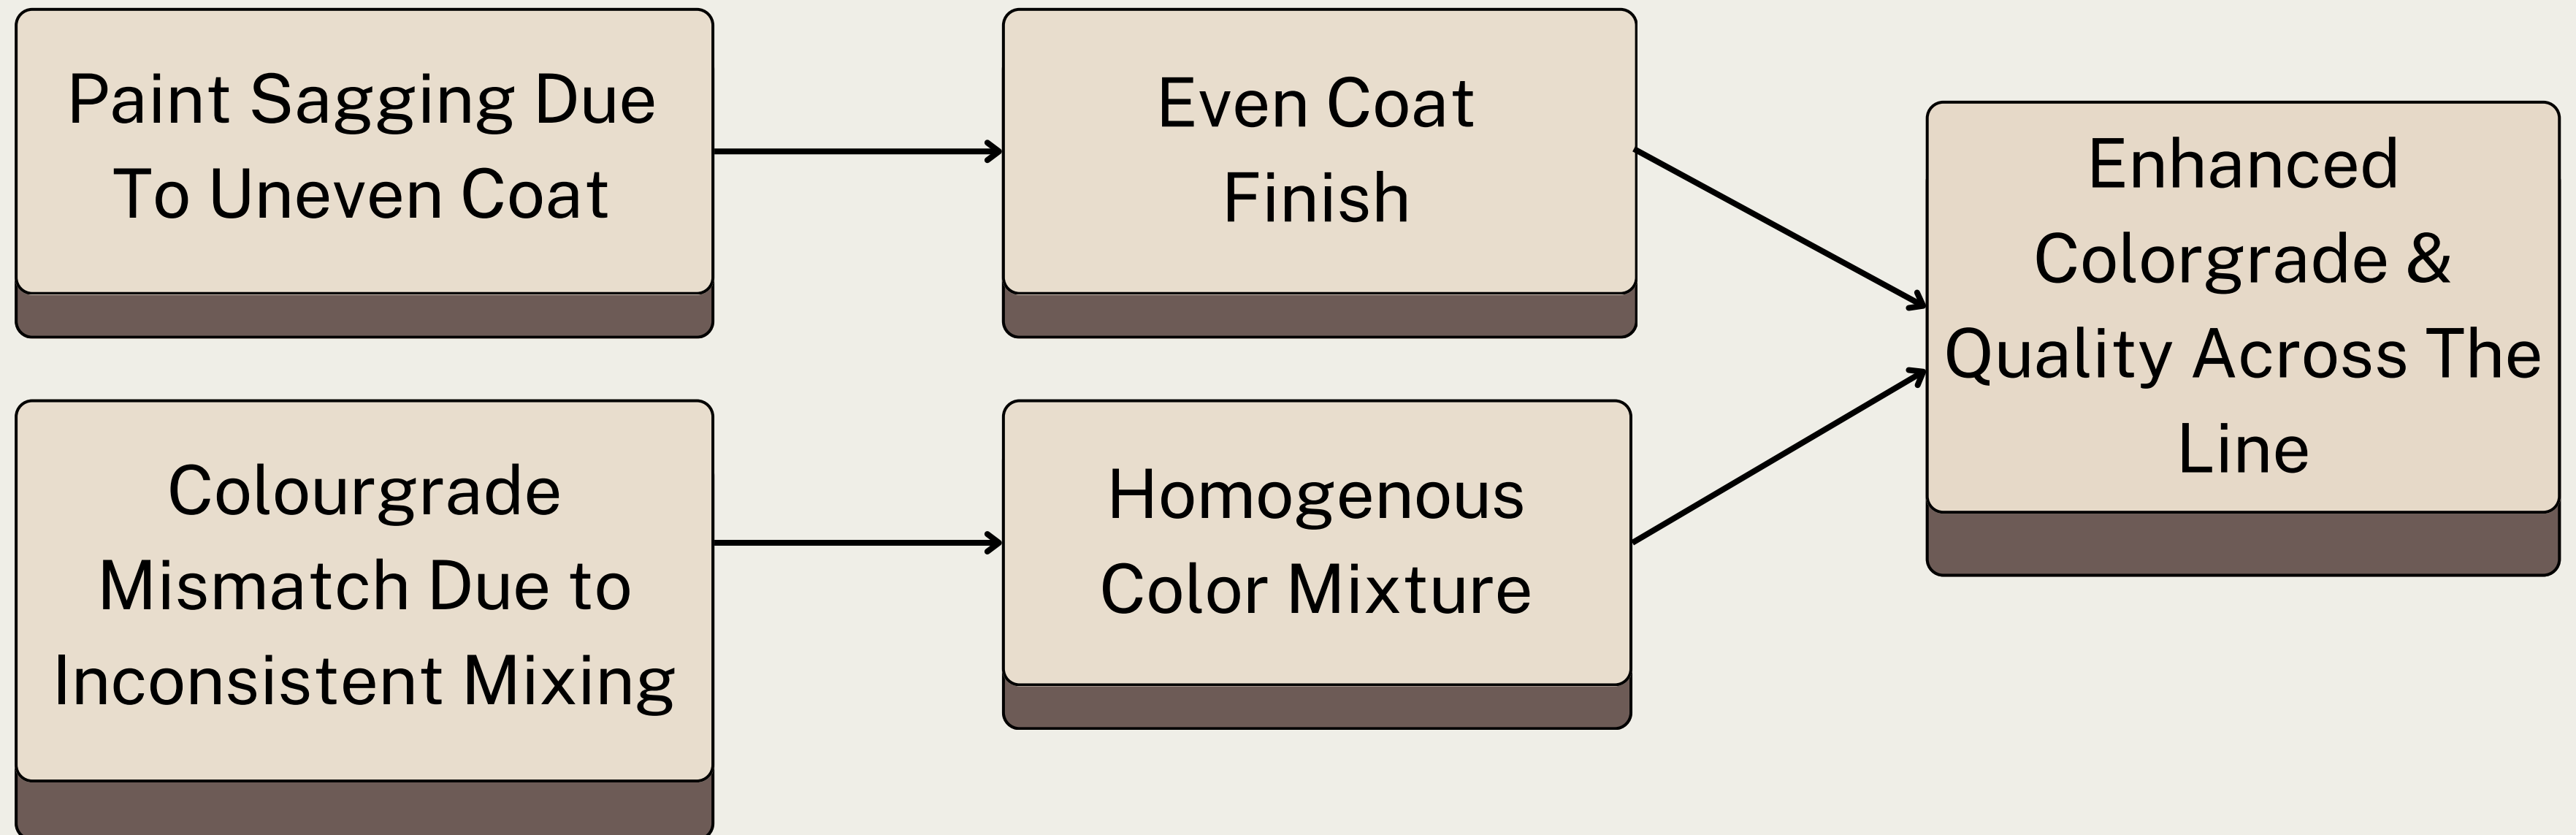 Paint Sagging Due
To Uneven Coat
Even Coat
Finish
Enhanced
Colorgrade &
Quality Across The
Line
Colourgrade
Mismatch Due to
Inconsistent Mixing
Homogenous
Color Mixture